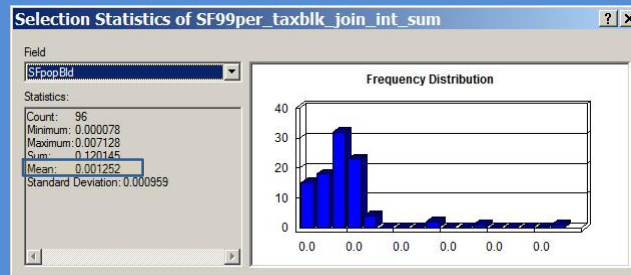 Selection Statistics of SF99per_taxblk_join_int_sum ? x
Field
SFpopBld
Statistics:
Count: 96
Minimum: 0.000078
Maximum: 0.007128
Sum: 0.120145
Mean: 0.001252
Standard Deviation: 0.000959
Frequency Distribution
40
30
20
10
0
0.0 0.0 0.0 0.0 0.0 0.0